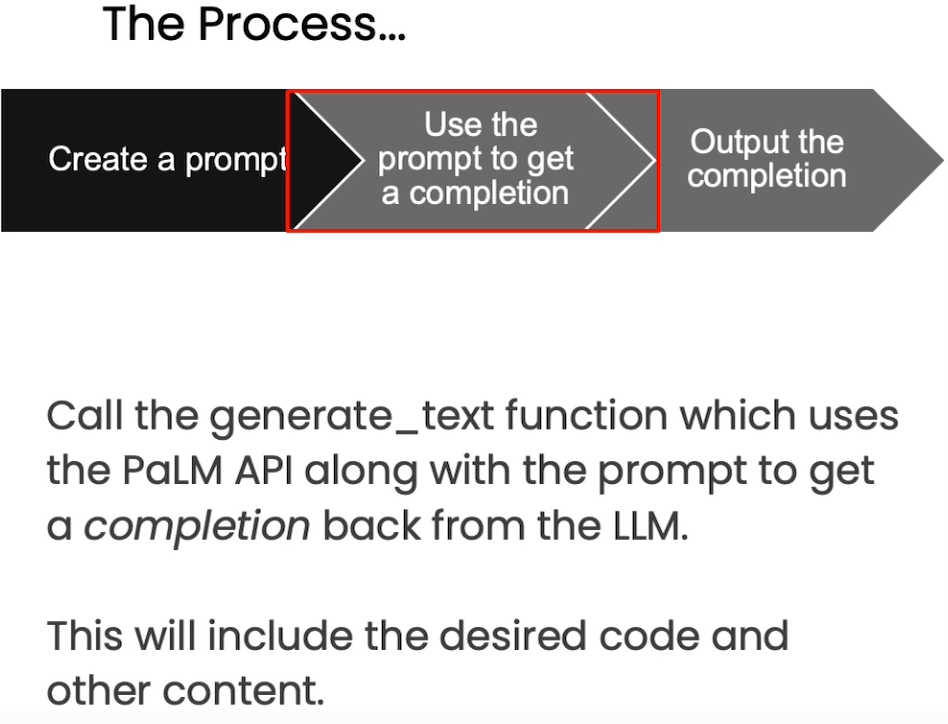 The Process...
Create a prompt
Use the
prompt to get
a completion
Output the
completion
Call the generate_text function which uses
the PaLM API along with the prompt to get
a completion back from the LLM.
This will include the desired code and
other content.